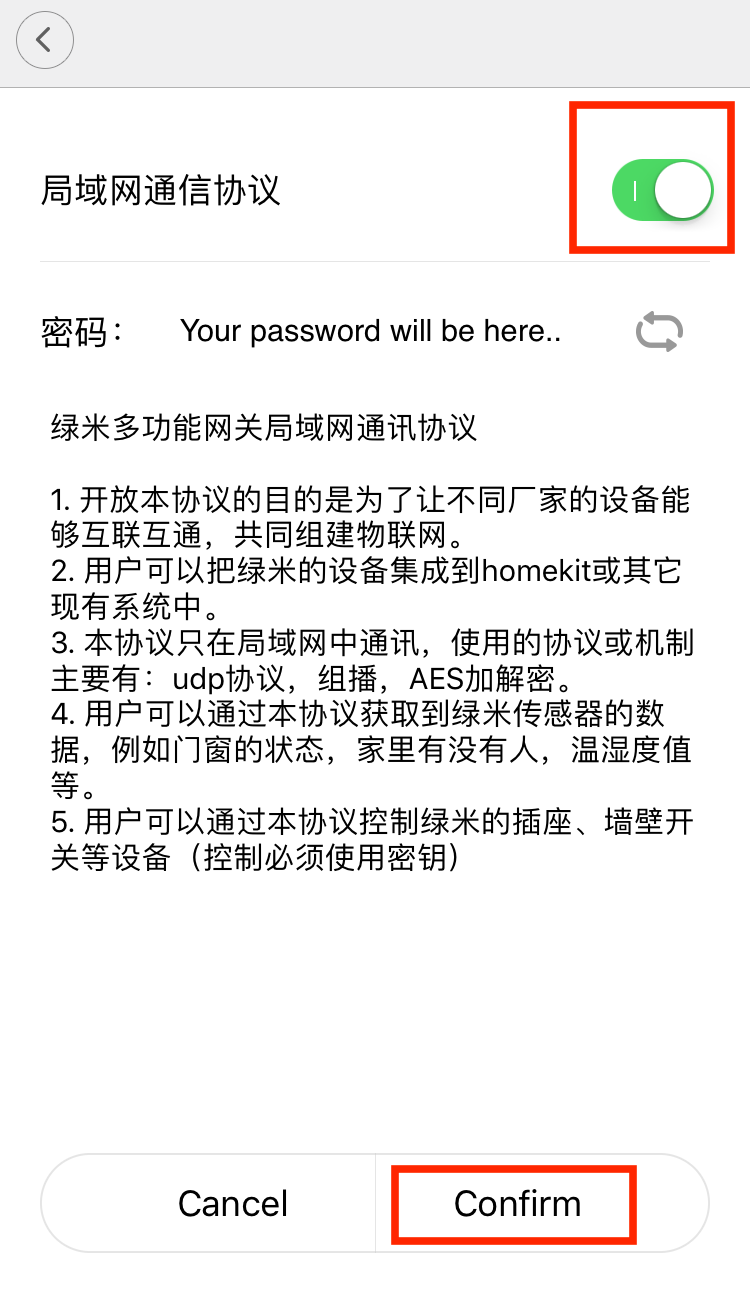 局域网通信协议
密码： Your password will be here..
绿米多功能网关局域网通讯协议
1. 开放本协议的目的是为了让不同厂家的设备能
够互联互通，共同组建物联网。
2. 用户可以把绿米的设备集成到homekit或其它
现有系统中。
3. 本协议只在局域网中通讯，使用的协议或机制
主要有：udp协议，组播，AES加解密。
4. 用户可以通过本协议获取到绿米传感器的数
据，例如门窗的状态，家里有没有人，温湿度值
等。
5. 用户可以通过本协议控制绿米的插座、墙壁开
关等设备（控制必须使用密钥）
Cancel Confirm